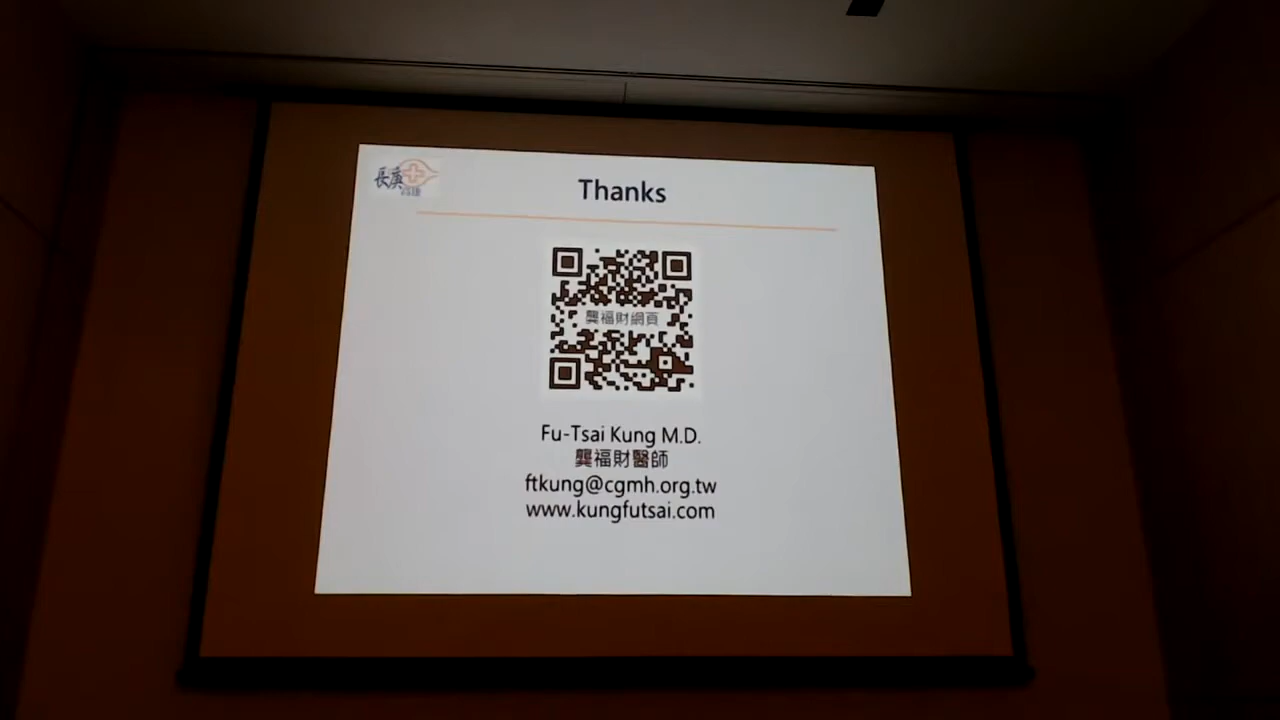 長庚
Thanks
龔福財網頁
Fu-Tsai Kung M.D.
龔福財醫師
ftkung@cgmh.org.tw
www.kungfutsai.com